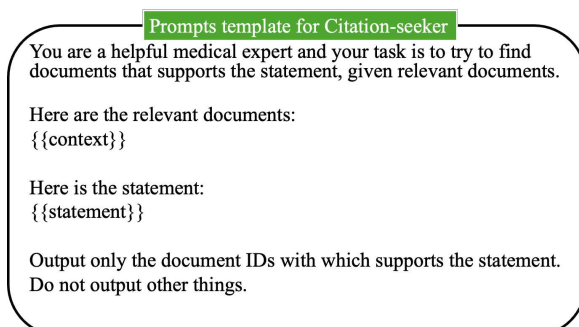 Prompts template for Citation-seeker
You are a helpful medical expert and your task is to try to find
documents that supports the statement, given relevant documents.
Here are the relevant documents:
{{context}}
Here is the statement:
{{statement}}
Output only the document IDs with which supports the statement.
Do not output other things.